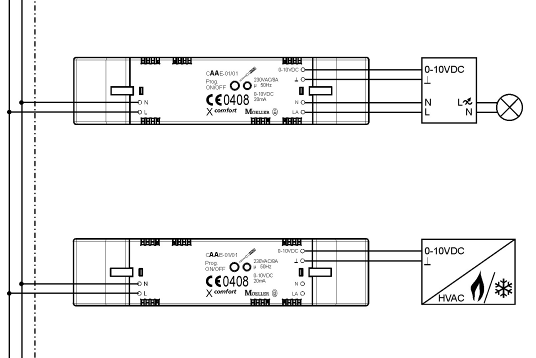 CAAE-01/01
0-10VDC
Prog.
ON/OFF
230VAC/8A
µ 50Hz
⊥
CE0408
0-10VDC
20mA
N
N
L
X comfort
MOELLER
LA
0-10VDC
⊥
N
L
L
N
CAAE-01/01
0-10VDC
Prog.
ON/OFF
230VAC/8A
µ 50Hz
⊥
CE0408
0-10VDC
20mA
N
N
L
X comfort
MOELLER
LA
0-10VDC
⊥
HVAC